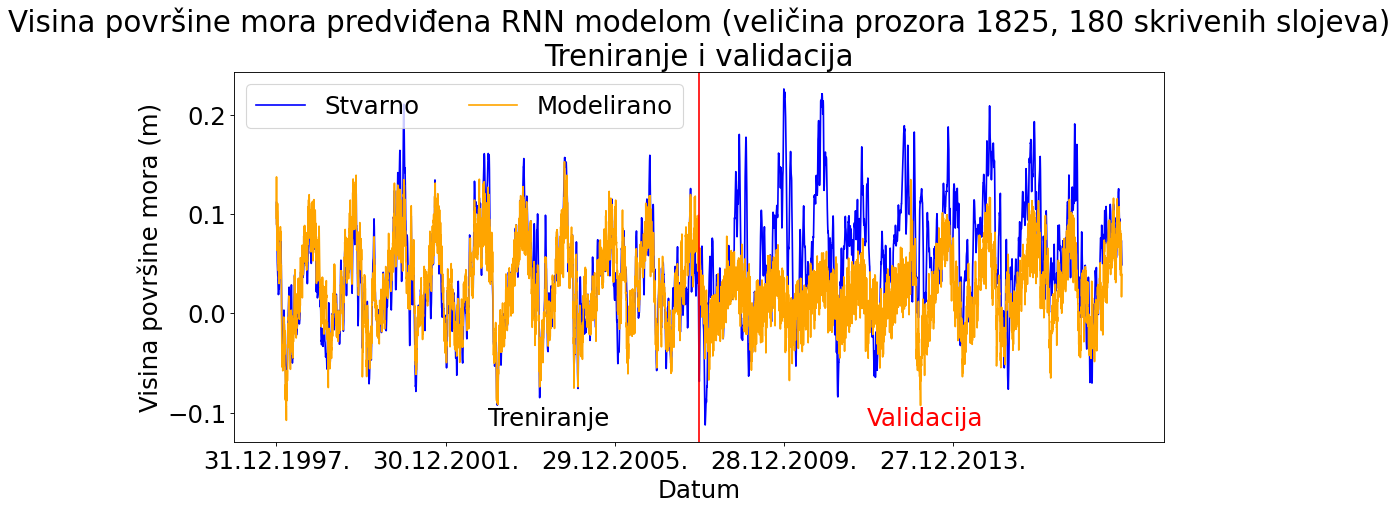 Visina površine mora predviđena RNN modelom (veličina prozora 1825, 180 skrivenih slojeva)
Treniranje i validacija
Stvarno
Modelirano
Visina površine mora (m)
0.2
0.1
0.0
−0.1
Treniranje
Validacija
31.12.1997.
30.12.2001.
29.12.2005.
28.12.2009.
27.12.2013.
Datum